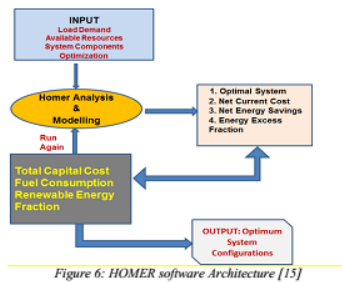 INPUT
Load Demand
Available Resources
System Components
Optimization
Homer Analysis
&
Modelling
1. Optimal System
2. Net Current Cost
3. Net Energy Savings
4. Energy Excess
Fraction
Run
Again
Total Capital Cost
Fuel Consumption
Renewable Energy
Fraction
OUTPUT: Optimum
System
Configurations
Figure 6: HOMER software Architecture [15]